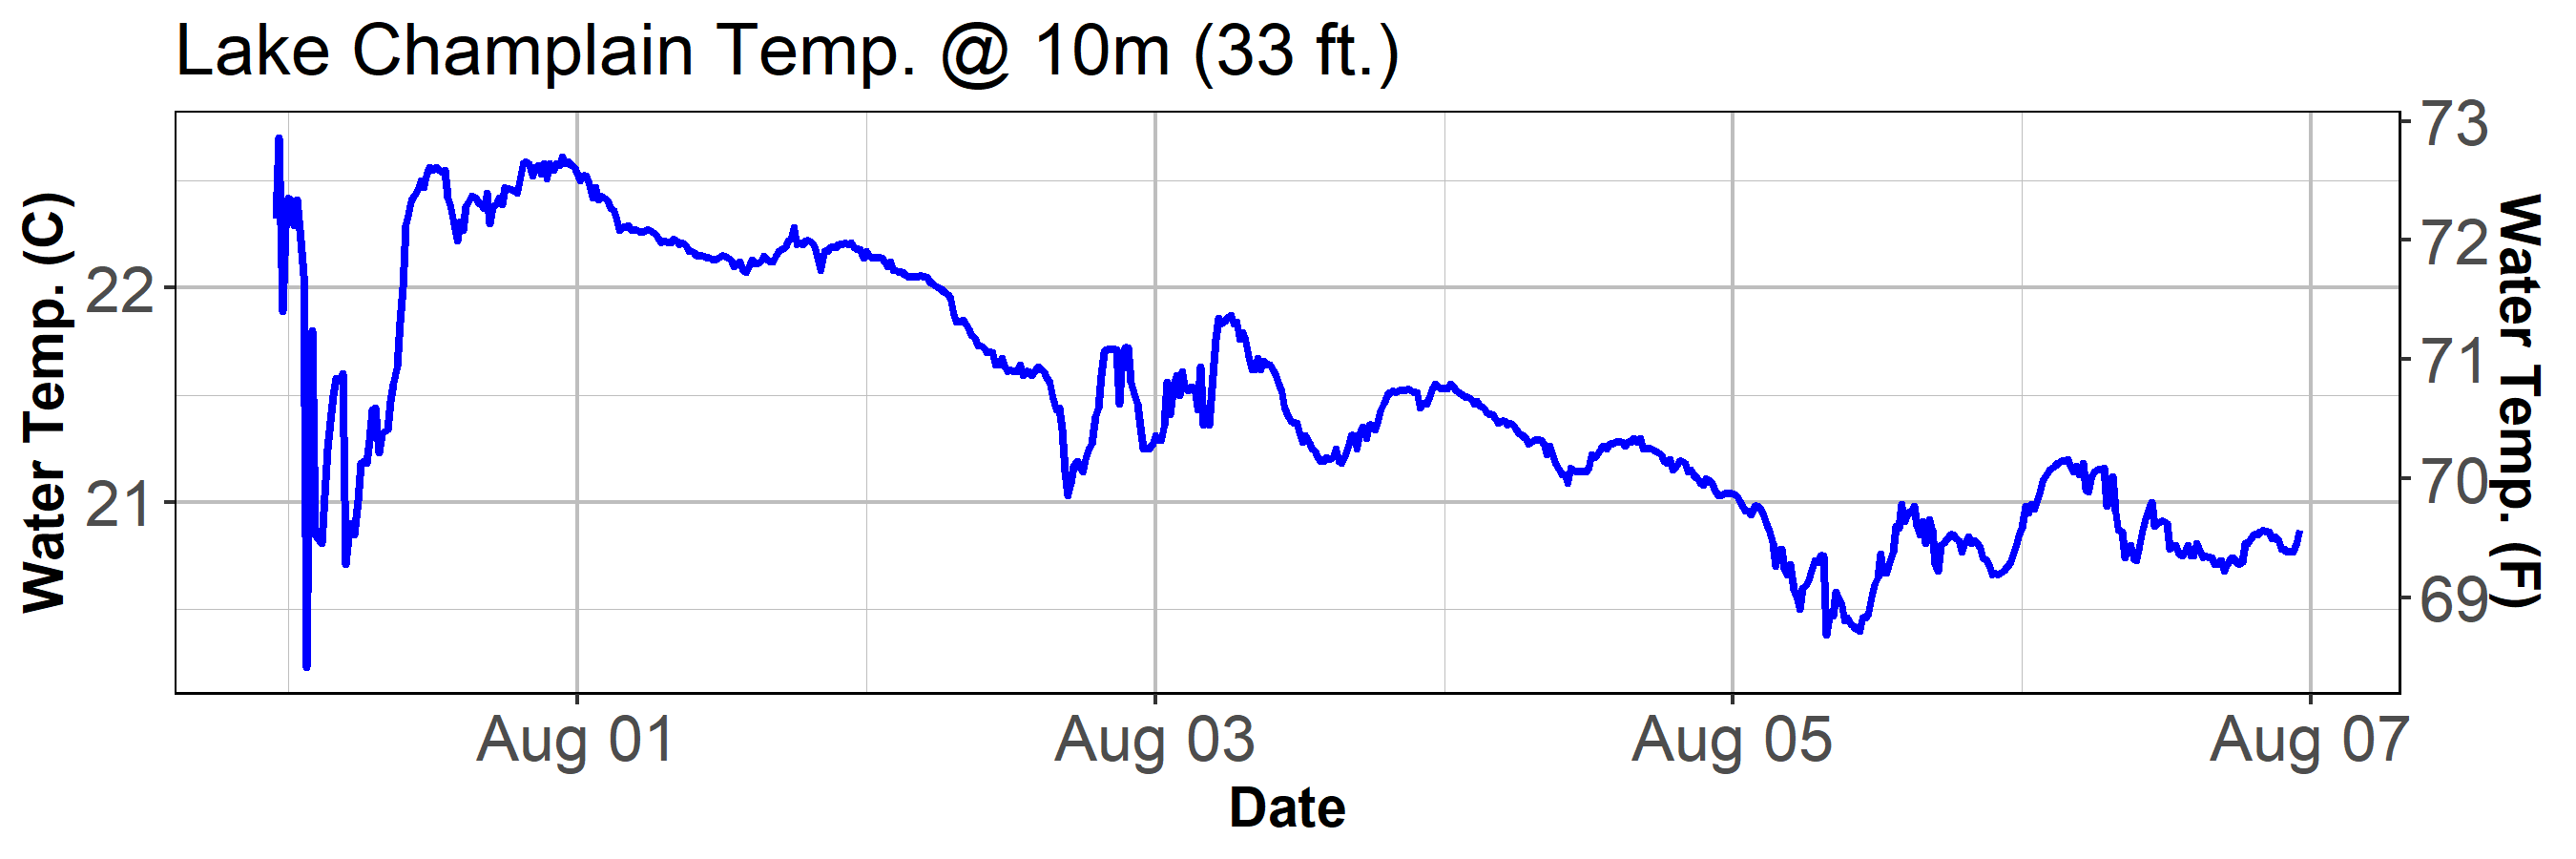 Lake Champlain Temp. @ 10m (33 ft.)
Water Temp. (C)
22
21
73
72
71
70
69
Water Temp. (F)
Aug 01
Aug 03
Aug 05
Aug 07
Date